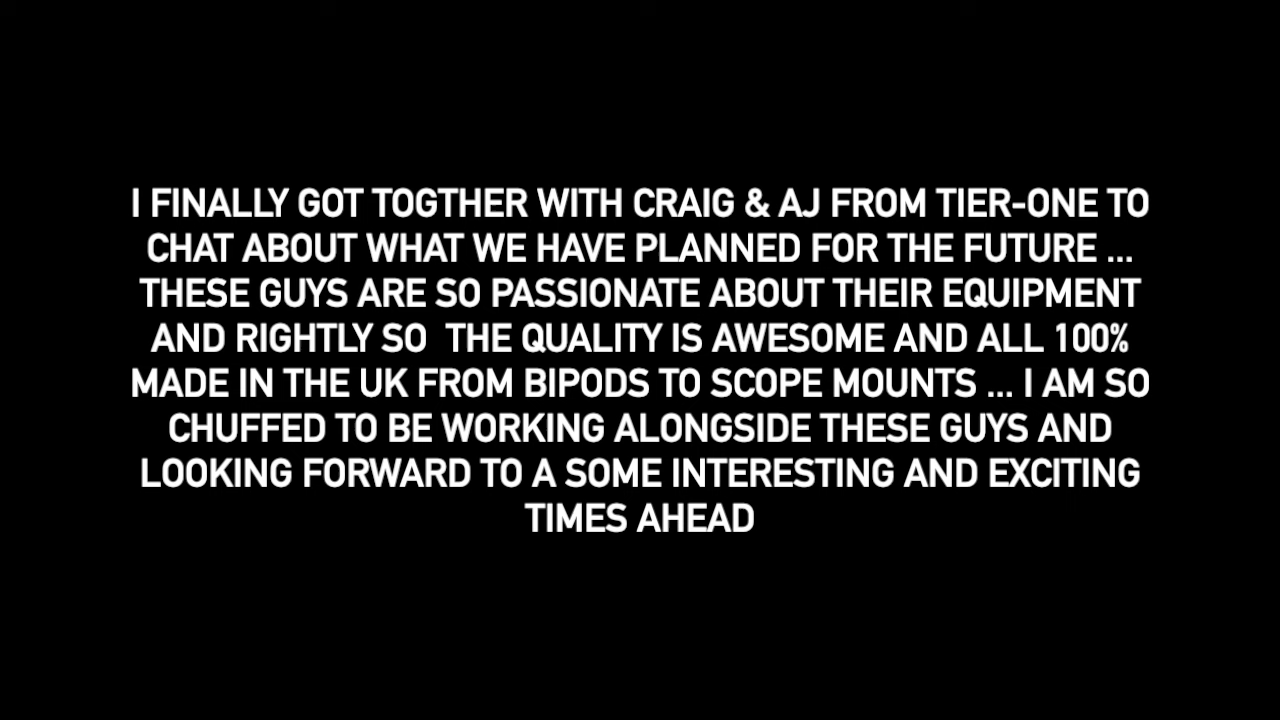 I FINALLY GOT TOGTHER WITH CRAIG & AJ FROM TIER-ONE TO
CHAT ABOUT WHAT WE HAVE PLANNED FOR THE FUTURE ...
THESE GUYS ARE SO PASSIONATE ABOUT THEIR EQUIPMENT
AND RIGHTLY SO  THE QUALITY IS AWESOME AND ALL 100%
MADE IN THE UK FROM BIPODS TO SCOPE MOUNTS ... I AM SO
CHUFFED TO BE WORKING ALONGSIDE THESE GUYS AND
LOOKING FORWARD TO A SOME INTERESTING AND EXCITING
TIMES AHEAD